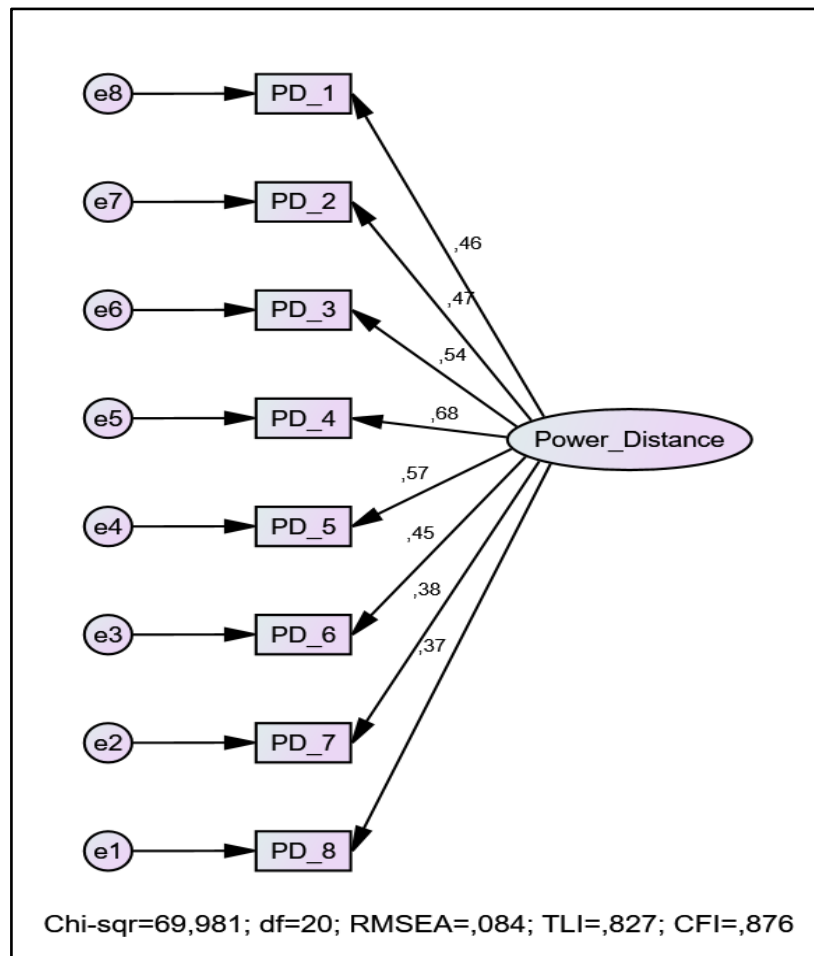 e8
PD_1
e7
PD_2
,46
,47
e6
PD_3
,54
e5
PD_4
,68
Power_Distance
e4
PD_5
,57
,45
,38
e3
PD_6
,37
e2
PD_7
e1
PD_8
Chi-sqr=69,981; df=20; RMSEA=,084; TLI=,827; CFI=,876